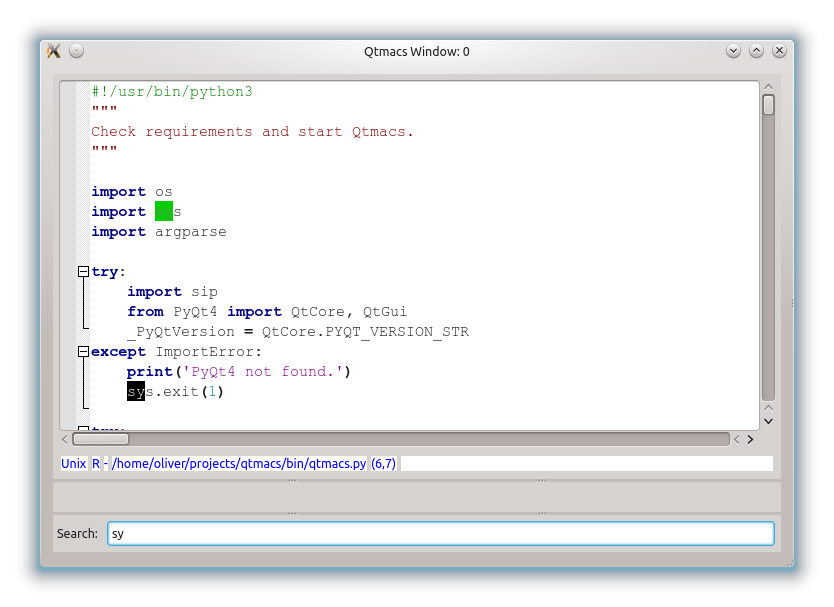 Qtmacs Window: 0
#!/usr/bin/python3
"""
Check requirements and start Qtmacs.
"""
import os
import s
import argparse
try:
import sip
from PyQt4 import QtCore, QtGui
_PyQtVersion = QtCore.PYQT_VERSION_STR
except ImportError:
print('PyQt4 not found.')
sys.exit(1)
Unix R - /home/oliver/projects/qtmacs/bin/qtmacs.py (6,7)
Search: sy